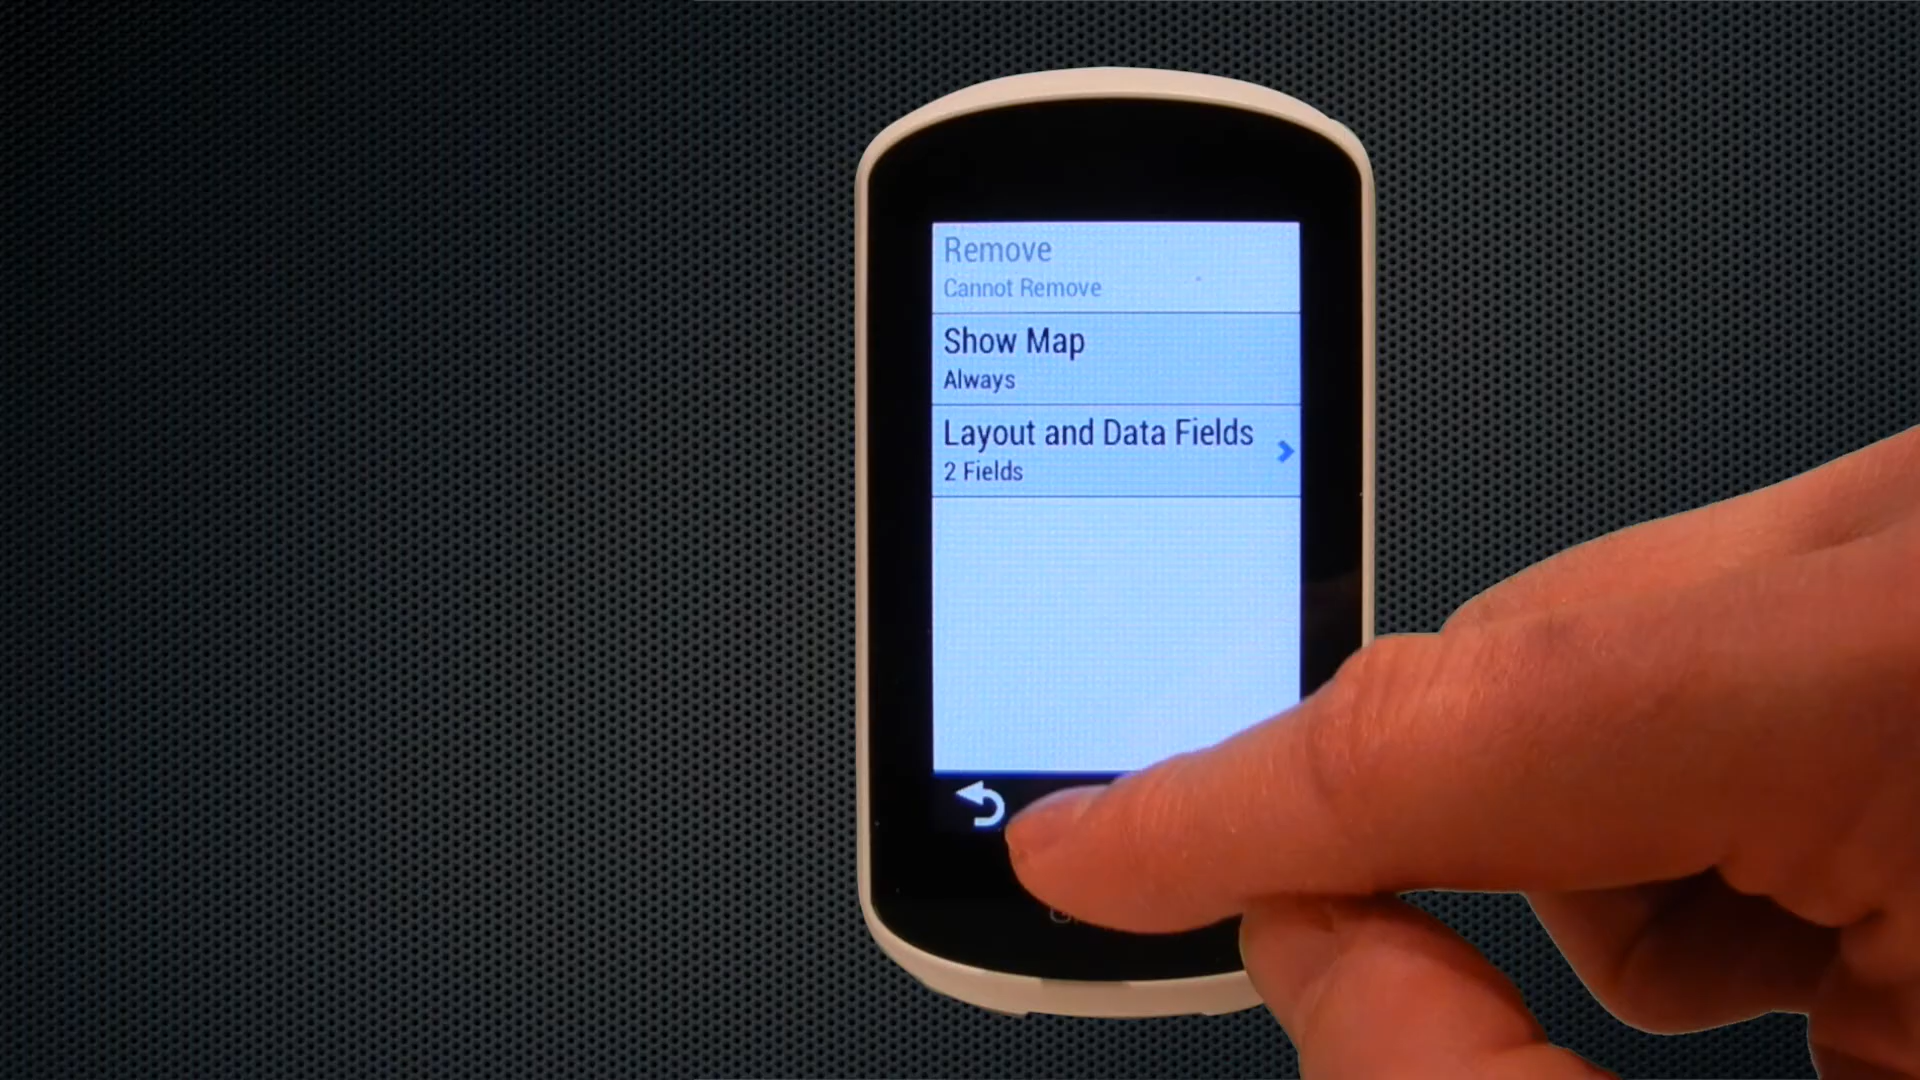 Remove
Cannot Remove
Show Map
Always
Layout and Data Fields
2 Fields